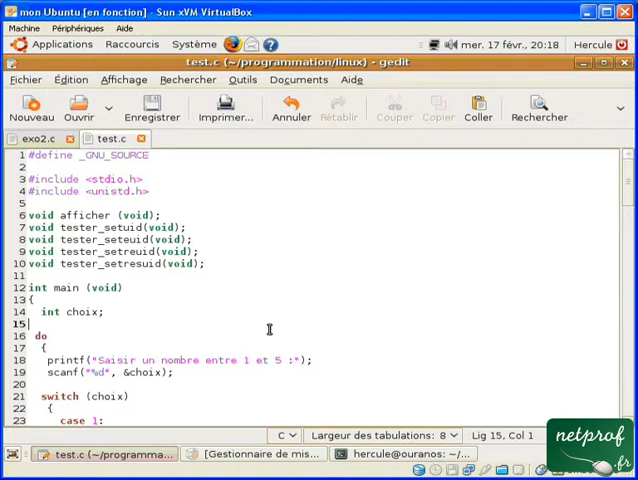 mon Ubuntu [en fonction] - Sun xVM VirtualBox
Machine Périphériques Aide
Applications Raccourcis Système mer. 17 févr., 20:18 Hercule
test.c (~/programmation/linux) - gedit
Fichier Édition Affichage Rechercher Outils Documents Aide
Nouveau Ouvrir Enregistrer Imprimer... Annuler Rétablir Couper Copier Coller Rechercher
exo2.c test.c
1 #define _GNU_SOURCE
2
3 #include <stdio.h>
4 #include <unistd.h>
5
6 void afficher (void);
7 void tester_setuid(void);
8 void tester_seteuid(void);
9 void tester_setreuid(void);
10 void tester_setresuid(void);
11
12 int main (void)
13 {
14 int choix;
15
16 do
17 {
18 printf("Saisir un nombre entre 1 et 5 :");
19 scanf("%d", &choix);
20
21 switch (choix)
22 {
23 case 1:
C Largeur des tabulations: 8 Lig 15, Col 1
test.c (~/programma... [Gestionnaire de mis... hercule@ouranos: ~/...
netprof
.fr